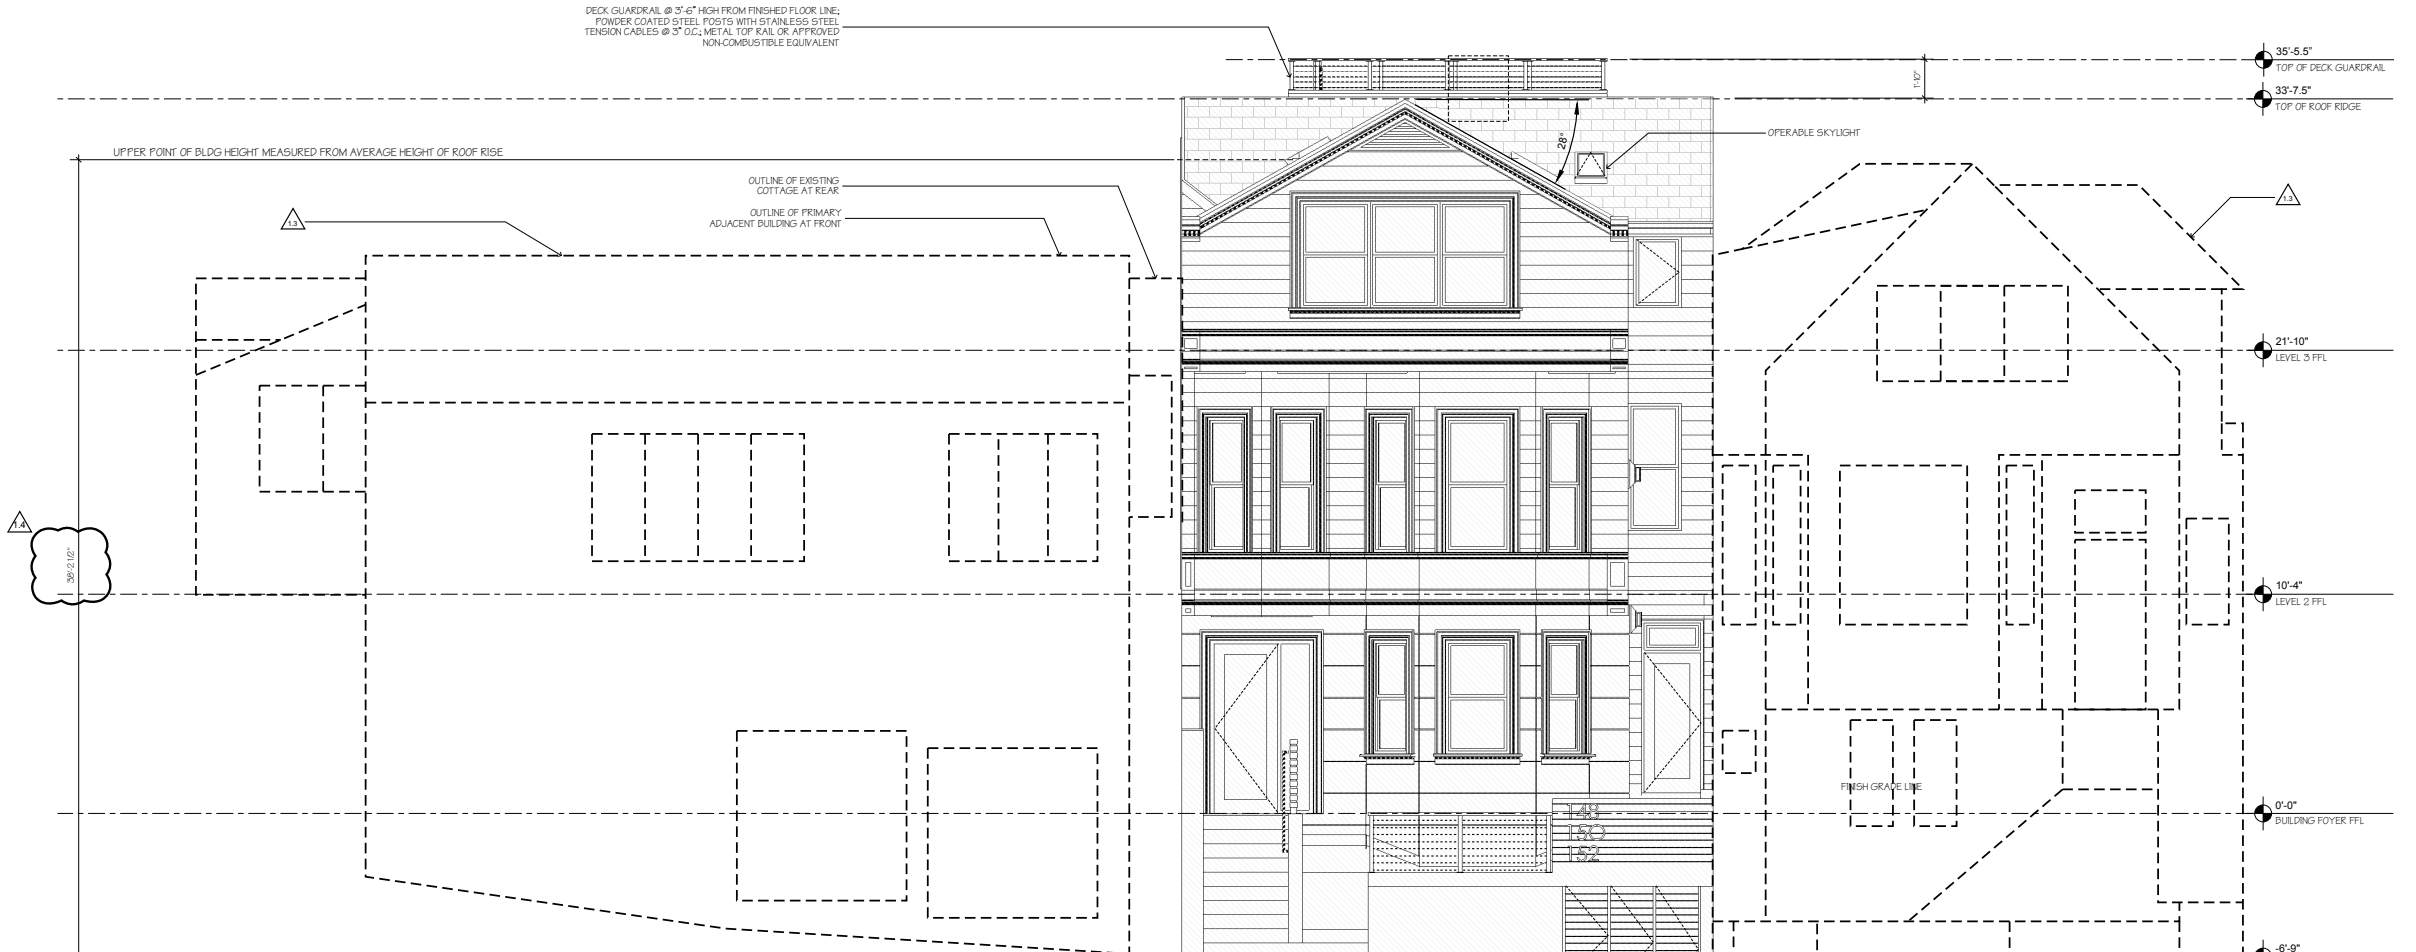 DECK GUARDRAIL @ 3'-6" HIGH FROM FINISHED FLOOR LINE;
POWDER COATED STEEL POSTS WITH STAINLESS STEEL
TENSION CABLES @ 3" O.C.; METAL TOP RAIL OR APPROVED
NON-COMBUSTIBLE EQUIVALENT
35'-5.5"
TOP OF DECK GUARDRAIL
1'-10"
33'-7.5"
TOP OF ROOF RIDGE
OPERABLE SKYLIGHT
28°
UPPER POINT OF BLDG HEIGHT MEASURED FROM AVERAGE HEIGHT OF ROOF RISE
OUTLINE OF EXISTING
COTTAGE AT REAR
OUTLINE OF PRIMARY
ADJACENT BUILDING AT FRONT
1.3
1.3
21'-10"
LEVEL 3 FFL
1.4
38'-2 1/2"
10'-4"
LEVEL 2 FFL
FINISH GRADE LINE
148
150
152
0'-0"
BUILDING FOYER FFL
-6'-9"